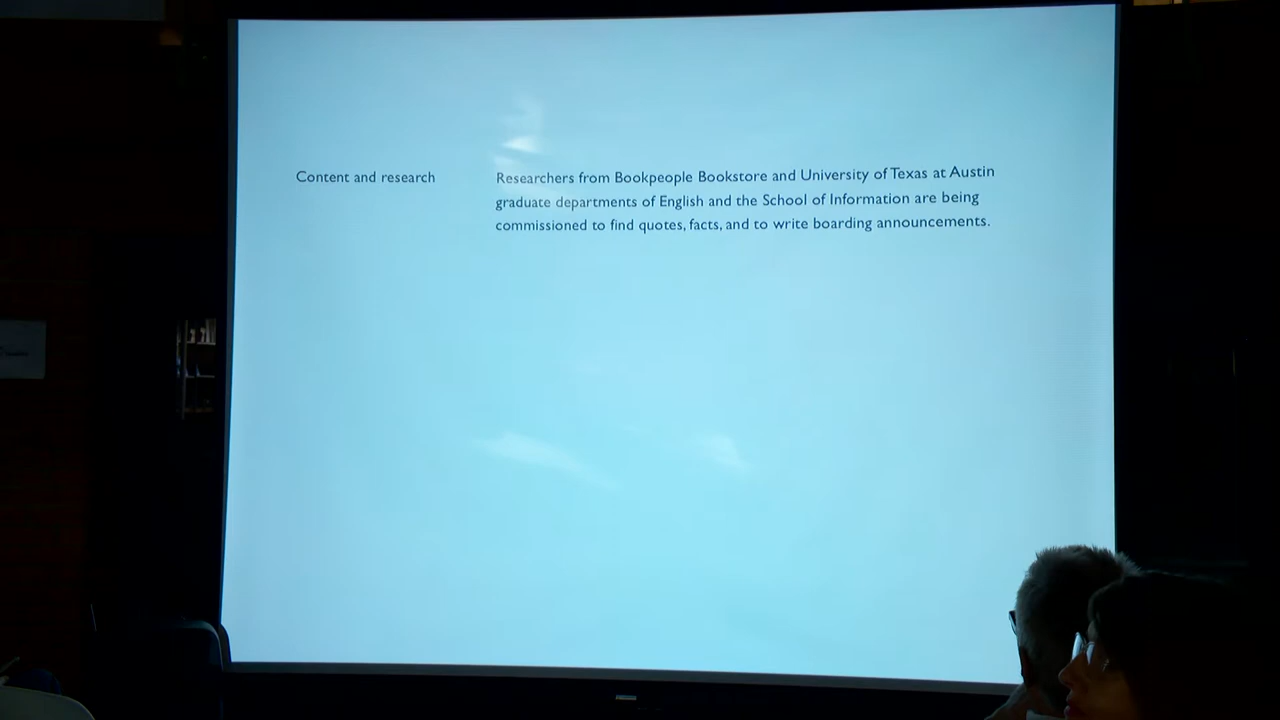 Content and research
Researchers from Bookpeople Bookstore and University of Texas at Austin
graduate departments of English and the School of Information are being
commissioned to find quotes, facts, and to write boarding announcements.